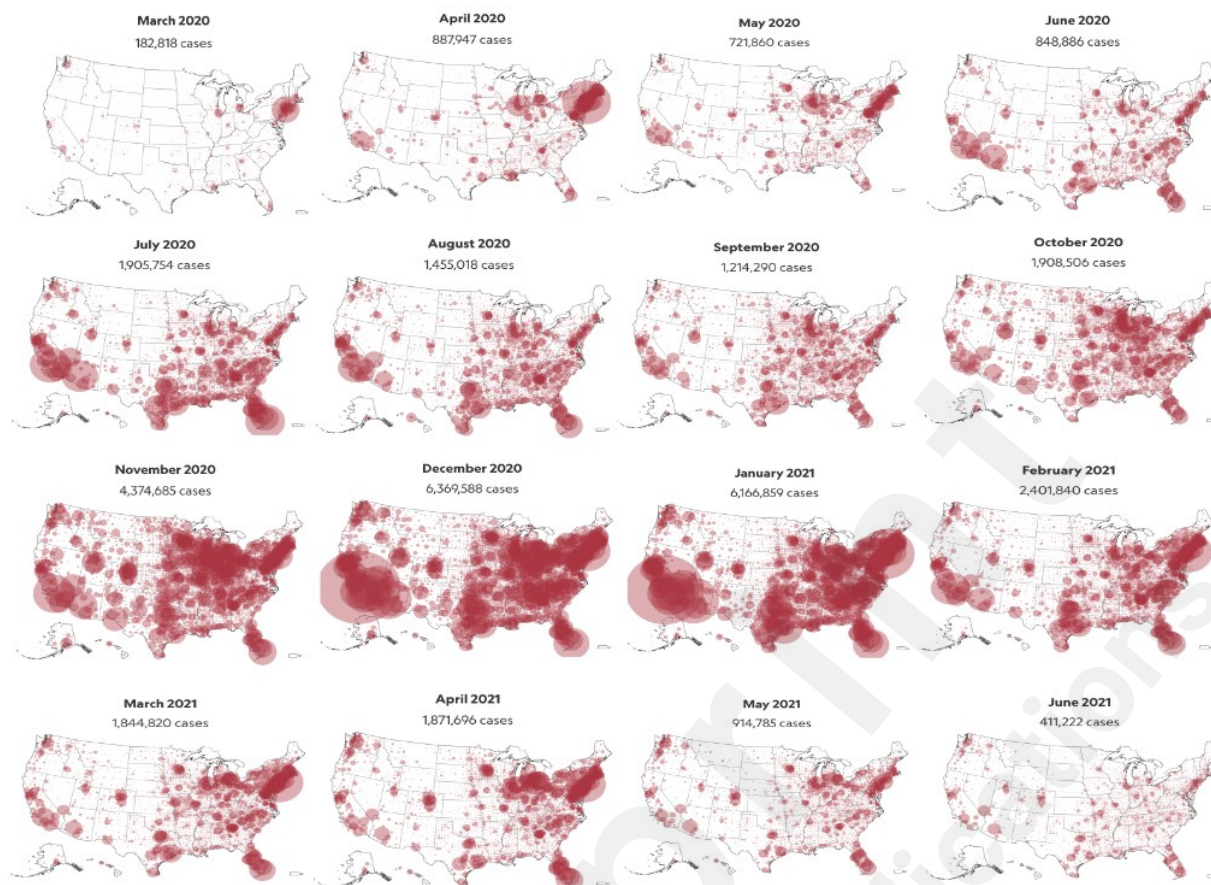 March 2020
182,818 cases
April 2020
887,947 cases
May 2020
721,860 cases
June 2020
848,886 cases
July 2020
1,905,754 cases
August 2020
1,455,018 cases
September 2020
1,214,290 cases
October 2020
1,908,506 cases
November 2020
4,374,685 cases
December 2020
6,369,588 cases
January 2021
6,166,859 cases
February 2021
2,401,840 cases
March 2021
1,844,820 cases
April 2021
1,871,696 cases
May 2021
914,785 cases
June 2021
411,222 cases